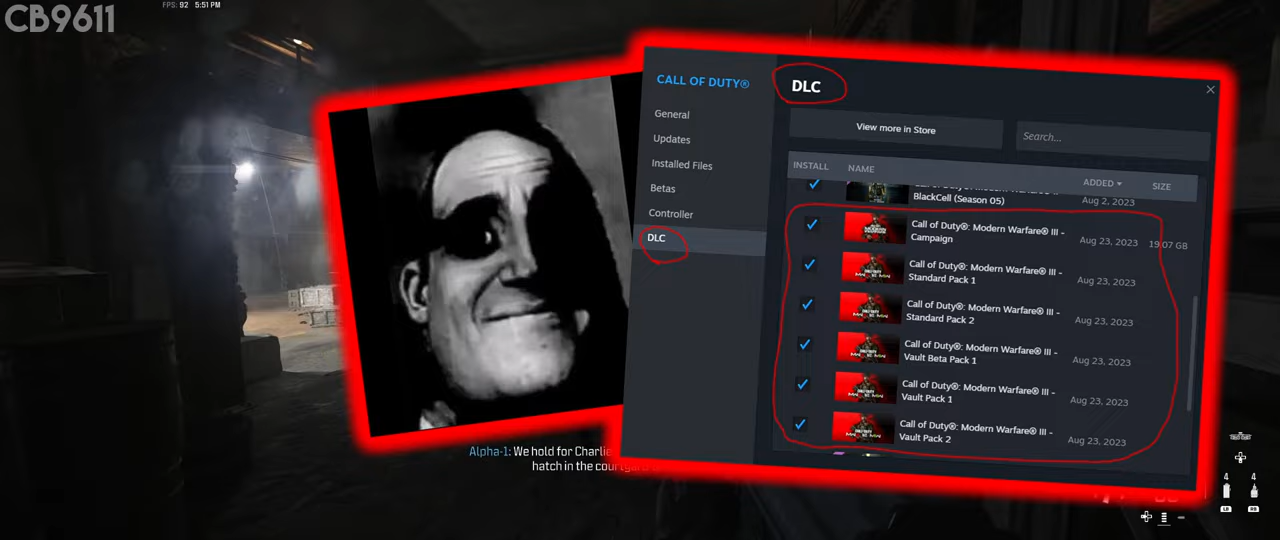 FPS: 92 5:51 PM
CB9611
CALL OF DUTY®
General
Updates
Installed Files
Betas
Controller
DLC
DLC
View more in Store
Search...
INSTALL NAME ADDED SIZE
BlackCell (Season 05) Aug 2, 2023
Call of Duty®: Modern Warfare® III -
Campaign
Aug 23, 2023 19.07 GB
Call of Duty®: Modern Warfare® III -
Standard Pack 1
Aug 23, 2023
Call of Duty®: Modern Warfare® III -
Standard Pack 2
Aug 23, 2023
Call of Duty®: Modern Warfare® III -
Vault Beta Pack 1
Aug 23, 2023
Call of Duty®: Modern Warfare® III -
Vault Pack 1
Aug 23, 2023
Call of Duty®: Modern Warfare® III -
Vault Pack 2
Aug 23, 2023
Alpha-1: We hold for Charlie
hatch in the courtyard
4 4
LB RB